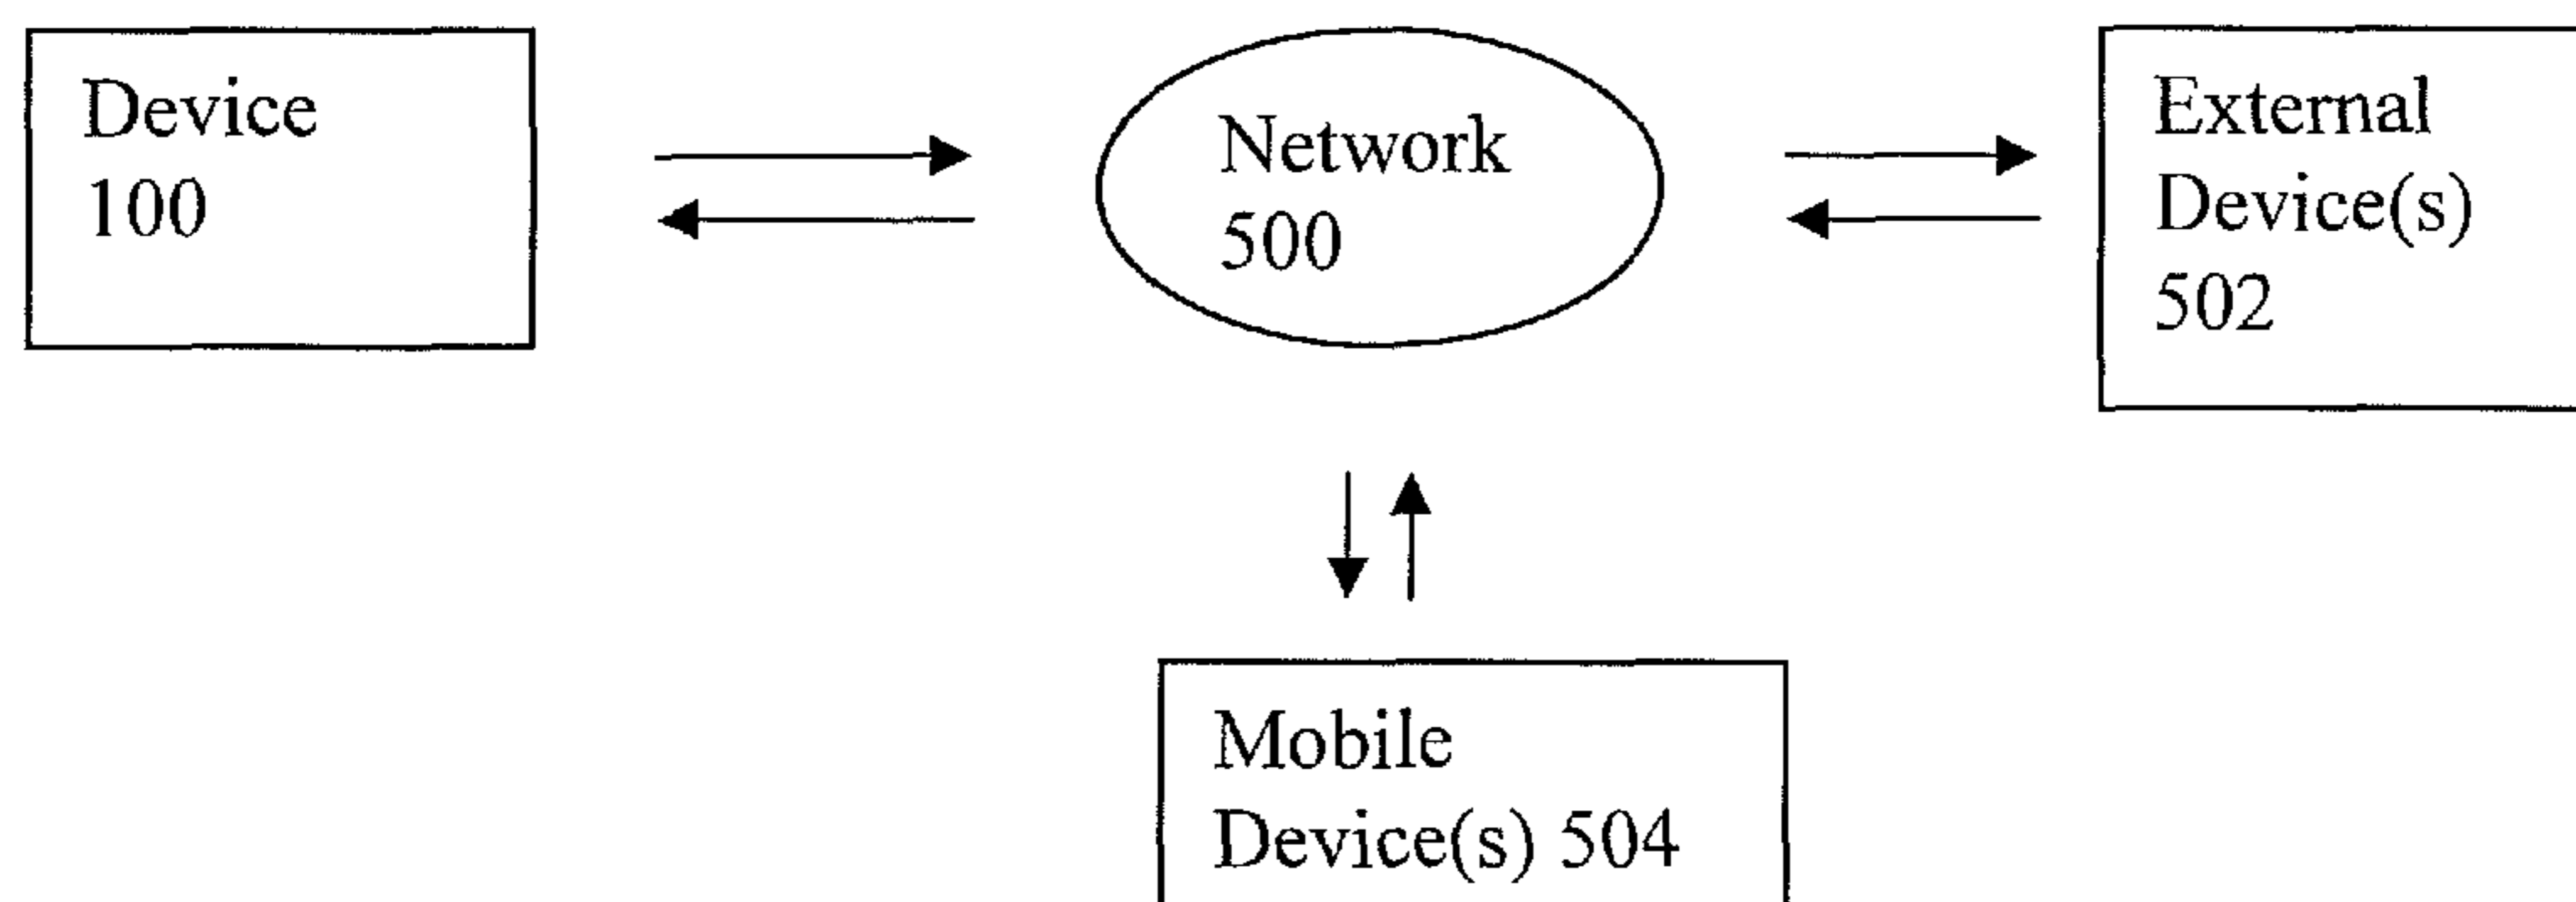 Device
100
Network
500
External
Device(s)
502
Mobile
Device(s) 504